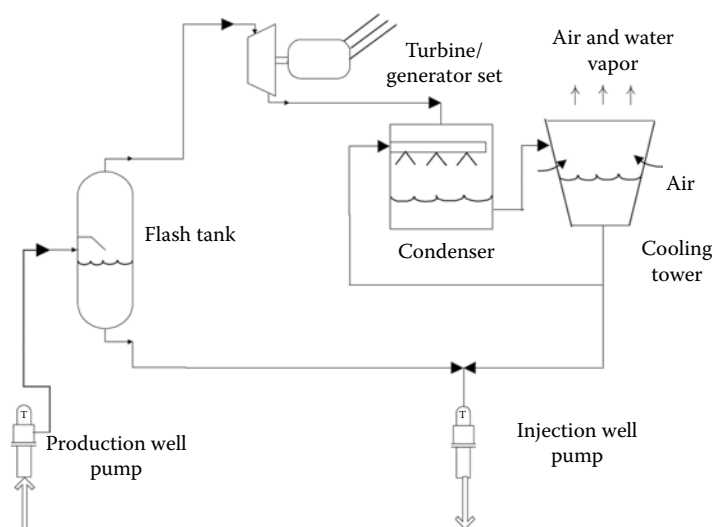 Turbine/
generator set
Air and water
vapor
Flash tank
Condenser
Air
Cooling
tower
T
Production well
pump
T
Injection well
pump